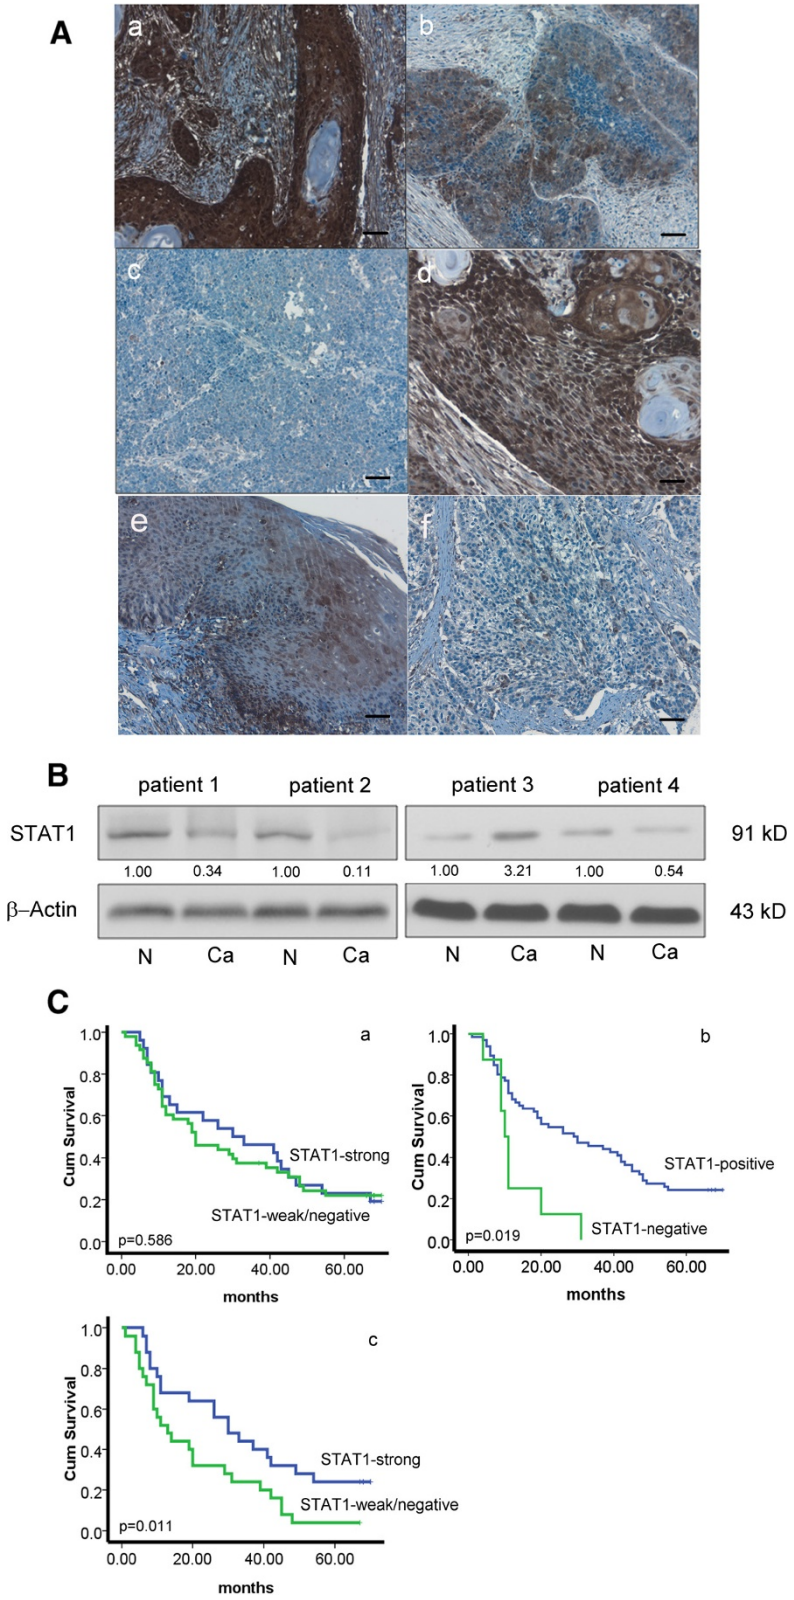 A
a
b
c
d
e
f
B
patient 1
patient 2
patient 3
patient 4
STAT1
91 kD
1.00
0.34
1.00
0.11
1.00
3.21
1.00
0.54
β–Actin
43 kD
N
Ca
N
Ca
N
Ca
N
Ca
C
a
Cum Survival
1.0
0.8
0.6
0.4
0.2
0.0
STAT1-strong
STAT1-weak/negative
p=0.586
0.00
20.00
40.00
60.00
months
b
Cum Survival
1.0
0.8
0.6
0.4
0.2
0.0
STAT1-positive
STAT1-negative
p=0.019
0.00
20.00
40.00
60.00
months
c
Cum Survival
1.0
0.8
0.6
0.4
0.2
0.0
STAT1-strong
STAT1-weak/negative
p=0.011
0.00
20.00
40.00
60.00
months